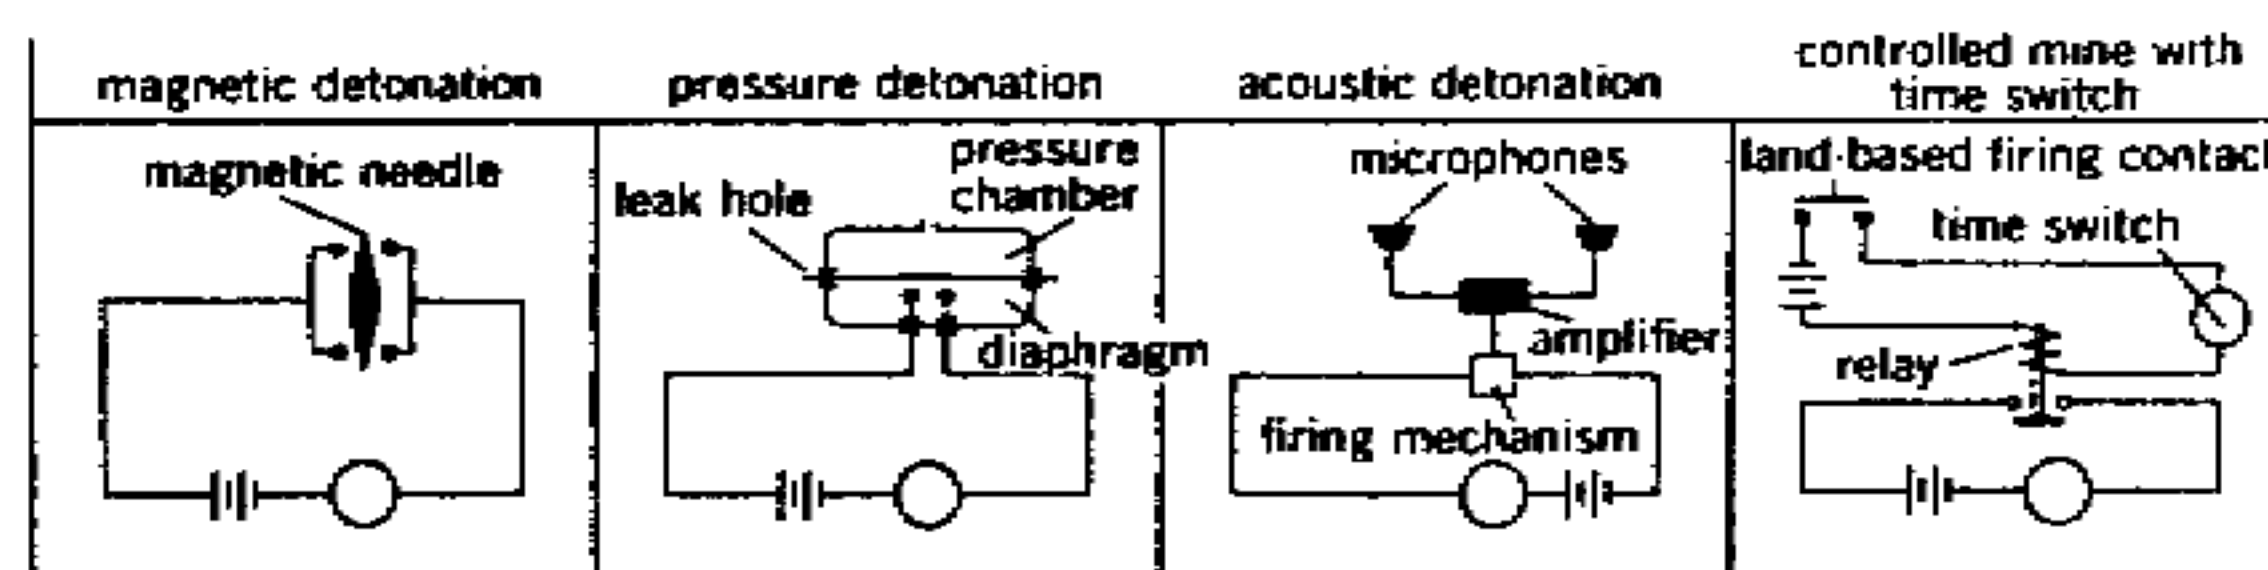 magnetic detonation
pressure detonation
acoustic detonation
controlled mine with
time switch
magnetic needle
leak hole
pressure
chamber
diaphragm
microphones
amplifier
firing mechanism
land-based firing contact
time switch
relay